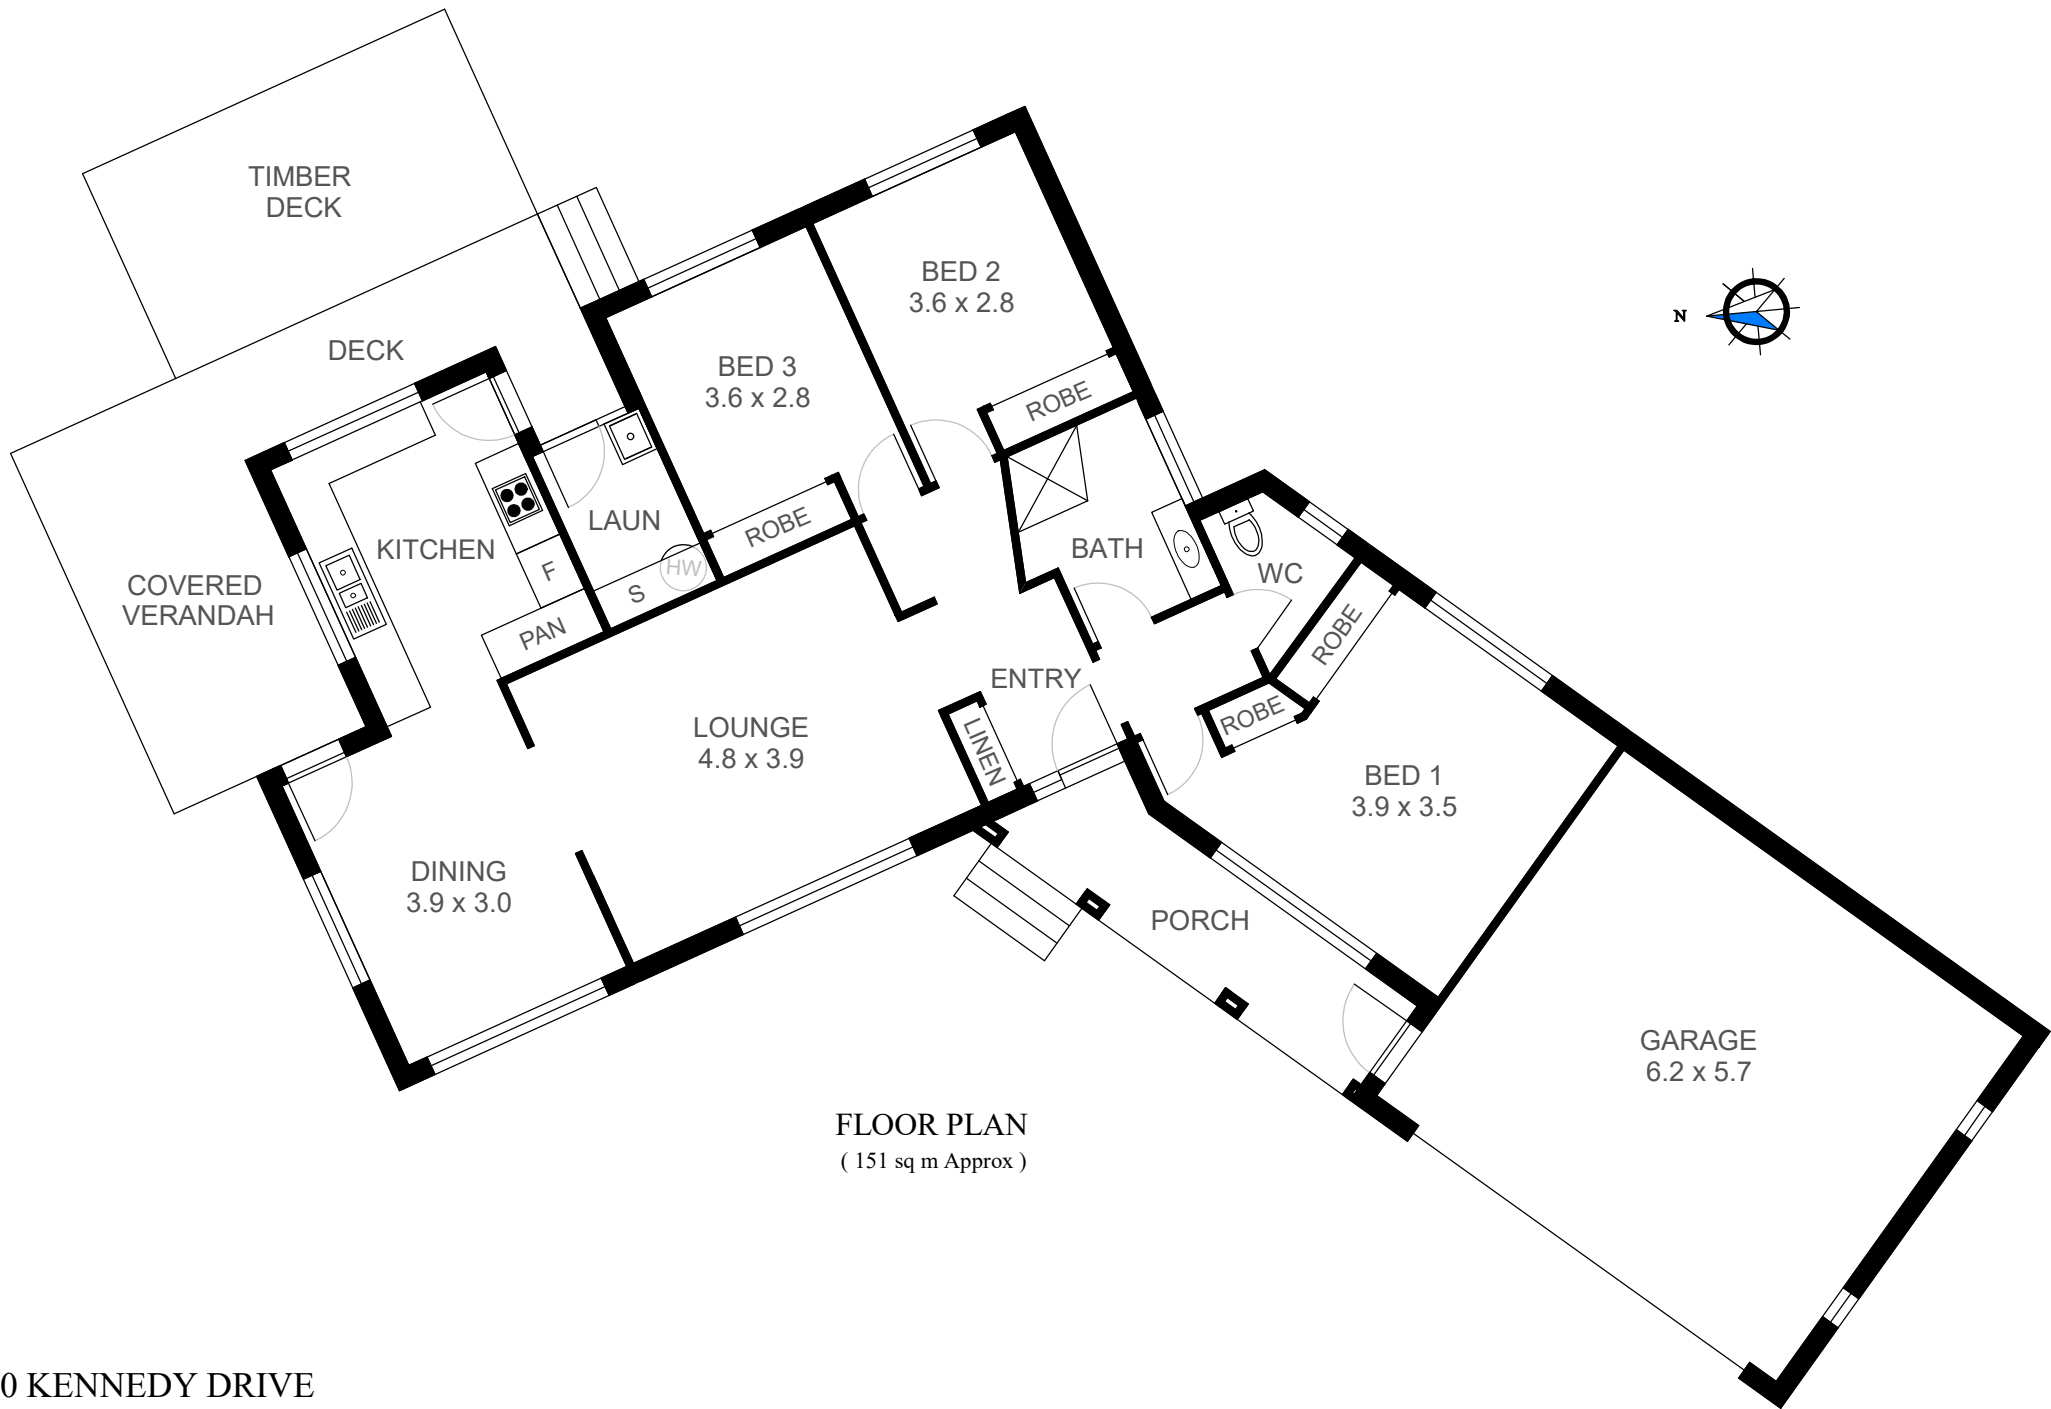 TIMBER
DECK
BED 2
3.6 x 2.8
N
DECK
BED 3
3.6 x 2.8
ROBE
LAUN
ROBE
KITCHEN
BATH
COVERED
VERANDAH
F
HW
S
WC
PAN
ROBE
ENTRY
LOUNGE
4.8 x 3.9
ROBE
LINEN
BED 1
3.9 x 3.5
DINING
3.9 x 3.0
PORCH
GARAGE
6.2 x 5.7
FLOOR PLAN
( 151 sq m Approx )
0 KENNEDY DRIVE